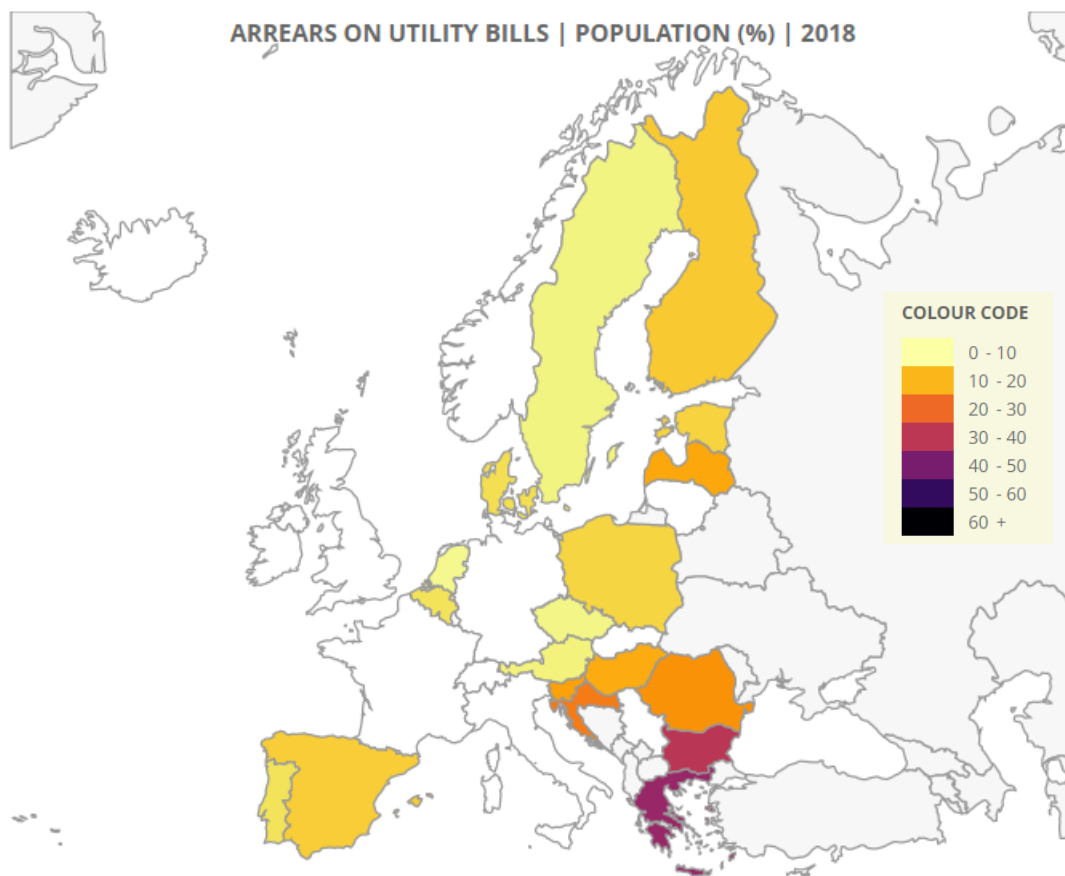 ARREARS ON UTILITY BILLS | POPULATION (%) | 2018
COLOUR CODE
0 - 10
10 - 20
20 - 30
30 - 40
40 - 50
50 - 60
60 +